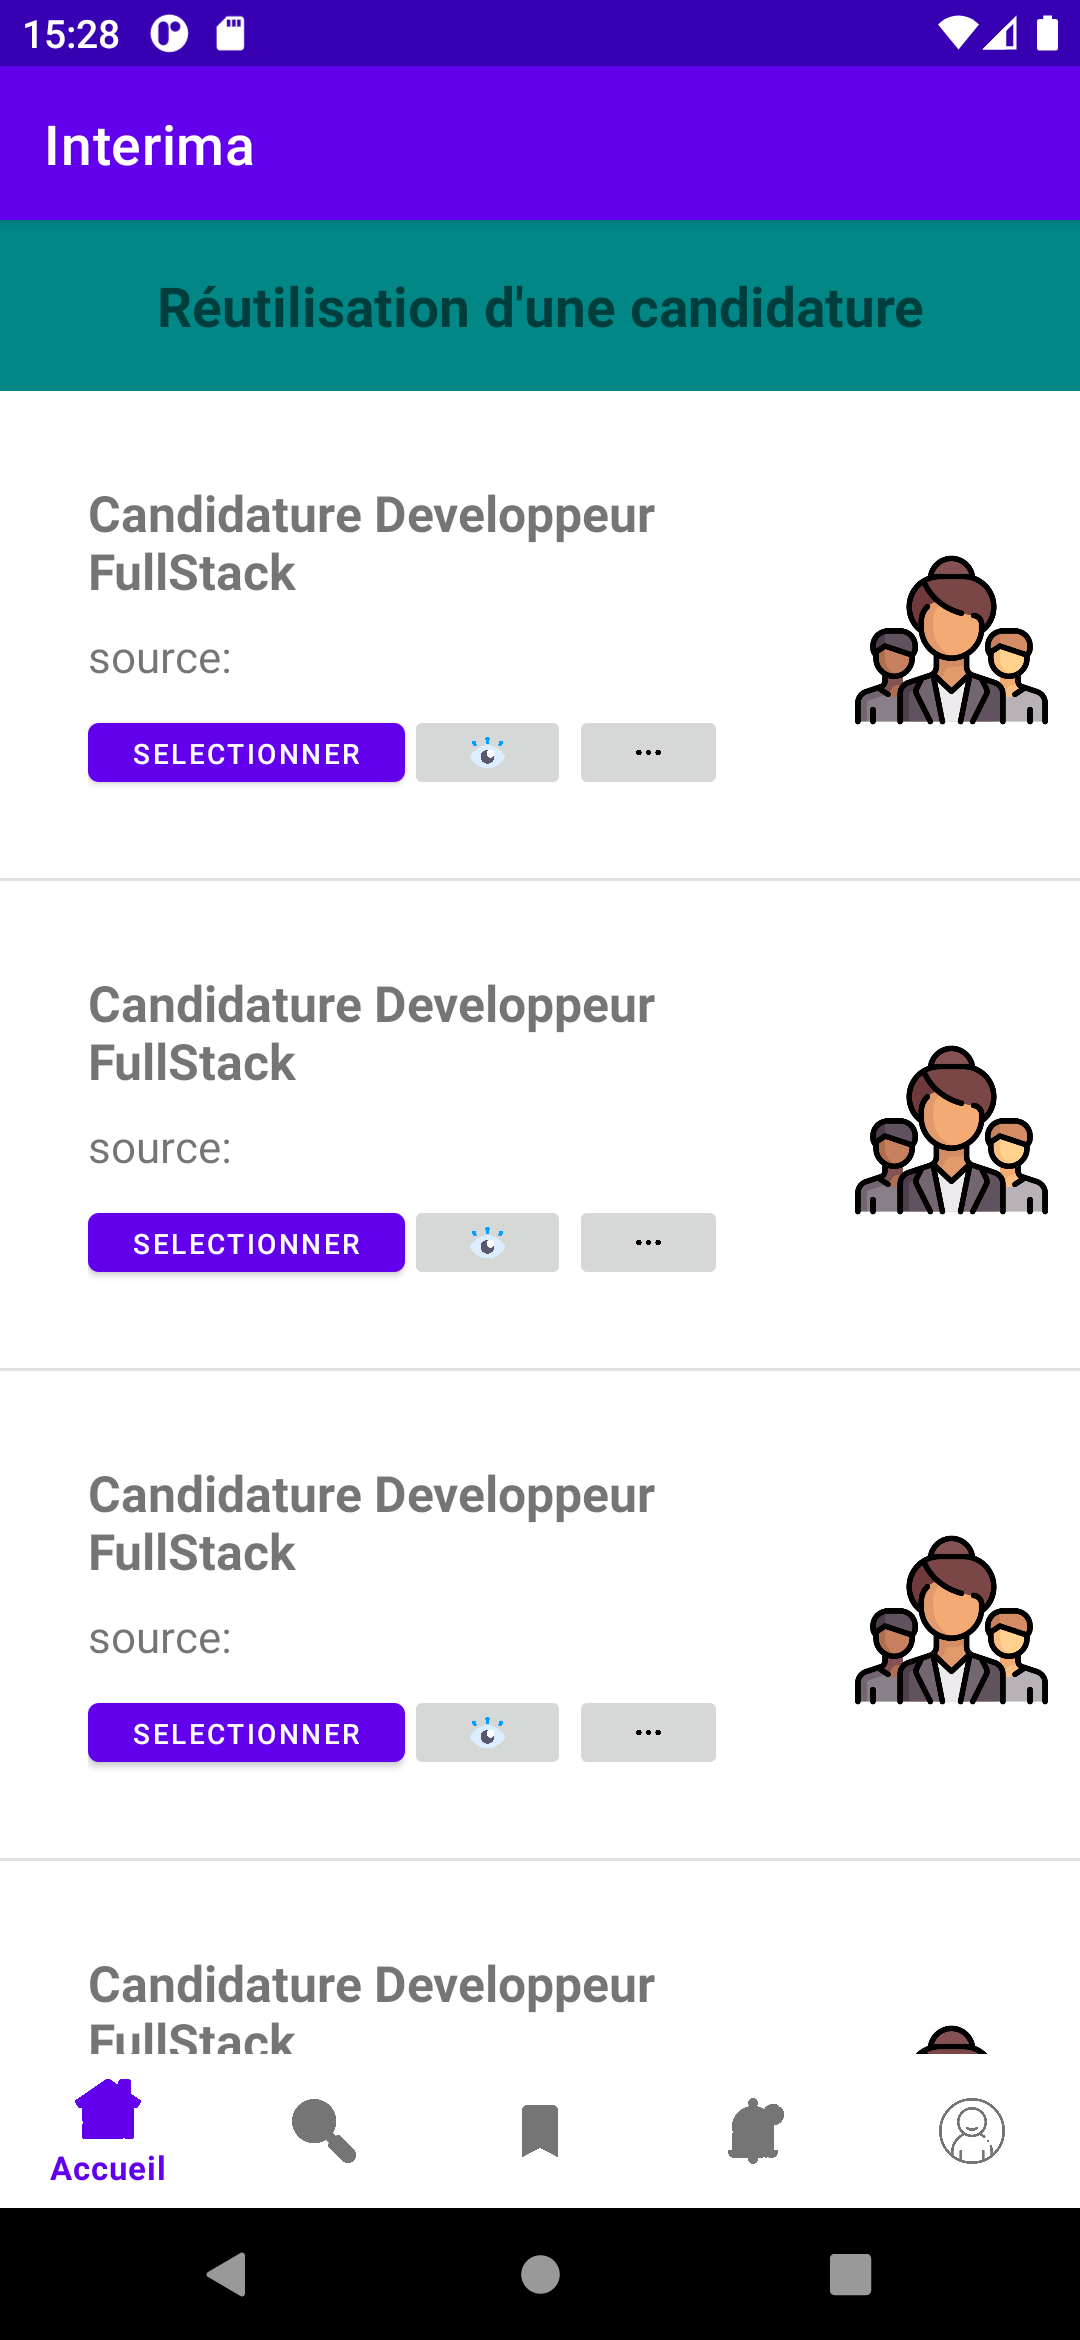 15:28
Interima
Réutilisation d'une candidature
Candidature Developpeur
FullStack
source:
SELECTIONNER
Candidature Developpeur
FullStack
source:
SELECTIONNER
Candidature Developpeur
FullStack
source:
SELECTIONNER
Candidature Developpeur
FullStack
Accueil